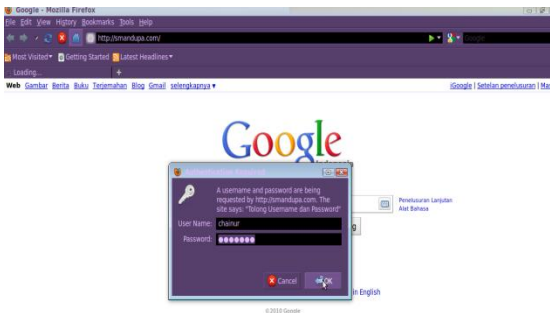 Google - Mozilla Firefox
File Edit View History Bookmarks Tools Help
http://smandupa.com/
Google
Most Visited Getting Started Latest Headlines
Loading...
Web Gambar Berita Buku Terjemahan Blog Gmail selengkapnya
iGoogle | Setelan penelusuran |
Google
Authentication Required
A username and password are being
requested by http://smandupa.com. The
site says: "Tolong Username dan Password"
User Name: chainur
Password:
Cancel OK
Penelusuran Lanjutan
Alat Bahasa
in English
©2010 Google